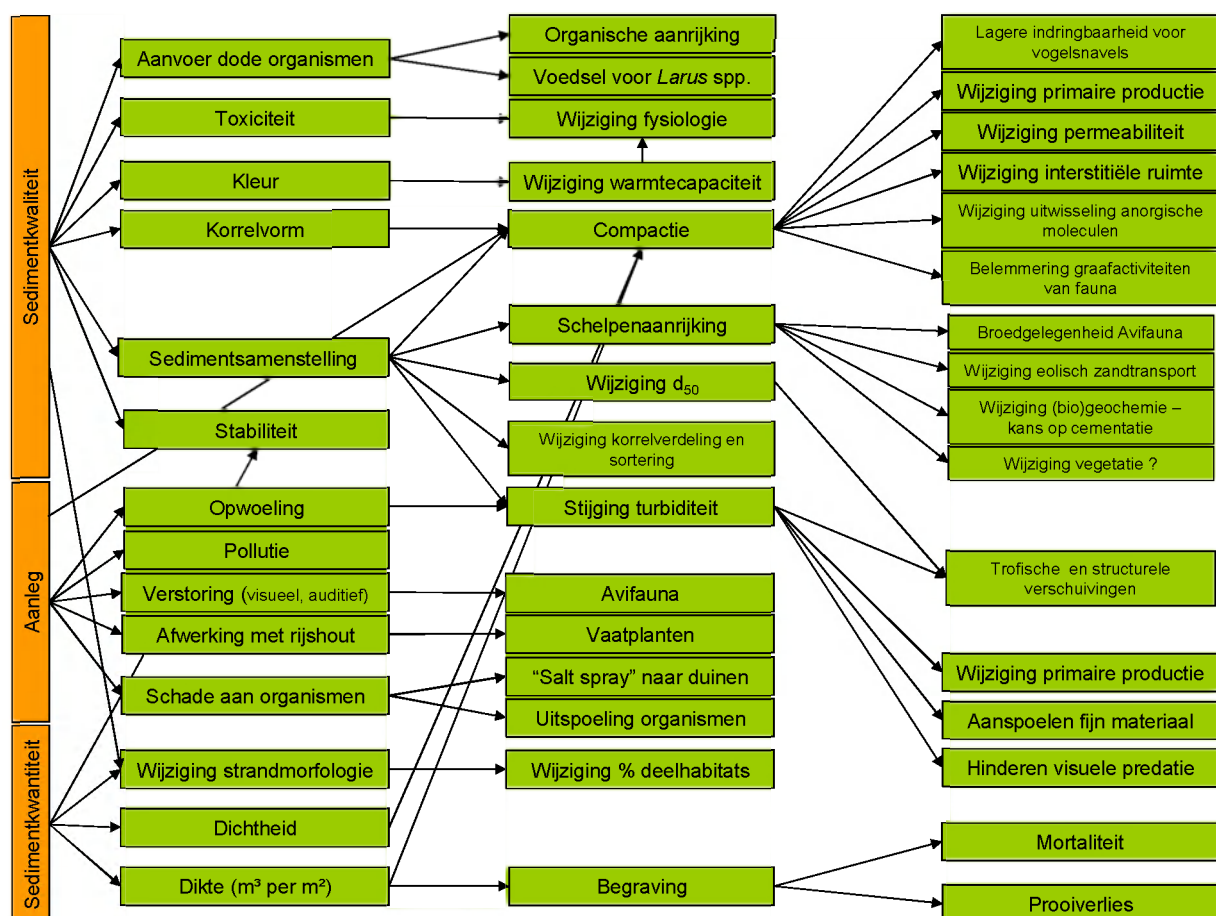 Sedimentkwaliteit
Aanleg
Sedimentkwantiteit
Aanvoer dode organismen
Toxiciteit
Kleur
Korrelvorm
Sedimentsamenstelling
Stabiliteit
Opwoeling
Pollutie
Verstoring (visueel, auditief)
Afwerking met rijshout
Schade aan organismen
Wijziging strandmorfologie
Dichtheid
Dikte (m³ per m²)
Organische aanrijking
Voedsel voor Larus spp.
Wijziging fysiologie
Wijziging warmtecapaciteit
Compactie
Schelpenaanrijking
Wijziging d₅₀
Wijziging korrelverdeling en
sortering
Stijging turbiditeit
Avifauna
Vaatplanten
“Salt spray” naar duinen
Uitspoeling organismen
Wijziging % deelhabitats
Begraving
Lagere indringbaarheid voor
vogelsnavels
Wijziging primaire productie
Wijziging permeabiliteit
Wijziging interstitiële ruimte
Wijziging uitwisseling anorgische
moleculen
Belemmering graafactiviteiten
van fauna
Broedgelegenheid Avifauna
Wijziging eolisch zandtransport
Wijziging (bio)geochemie –
kans op cementatie
Wijziging vegetatie ?
Trofische en structurele
verschuivingen
Wijziging primaire productie
Aanspoelen fijn materiaal
Hinderen visuele predatie
Mortaliteit
Prooiverlies